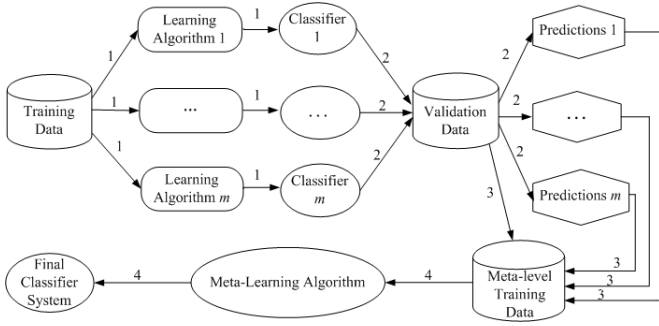 Learning
Algorithm 1
1
Classifier
1
1
2
Predictions 1
2
Training
Data
1
...
1
...
2
Validation
Data
2
...
1
Learning
Algorithm m
1
Classifier
m
2
2
Predictions m
3
Final
Classifier
System
4
Meta-Learning Algorithm
4
Meta-level
Training
Data
3
3
3